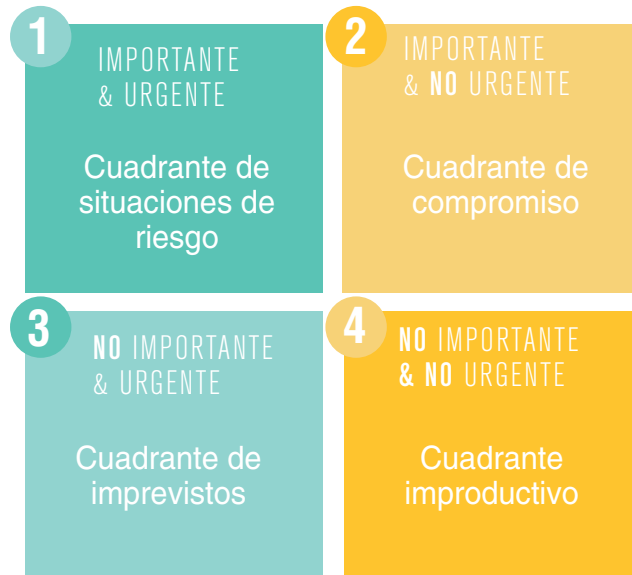 1
IMPORTANTE
& URGENTE
Cuadrante de
situaciones de
riesgo
2
IMPORTANTE
& NO URGENTE
Cuadrante de
compromiso
3
NO IMPORTANTE
& URGENTE
Cuadrante de
imprevistos
4
NO IMPORTANTE
& NO URGENTE
Cuadrante
improductivo